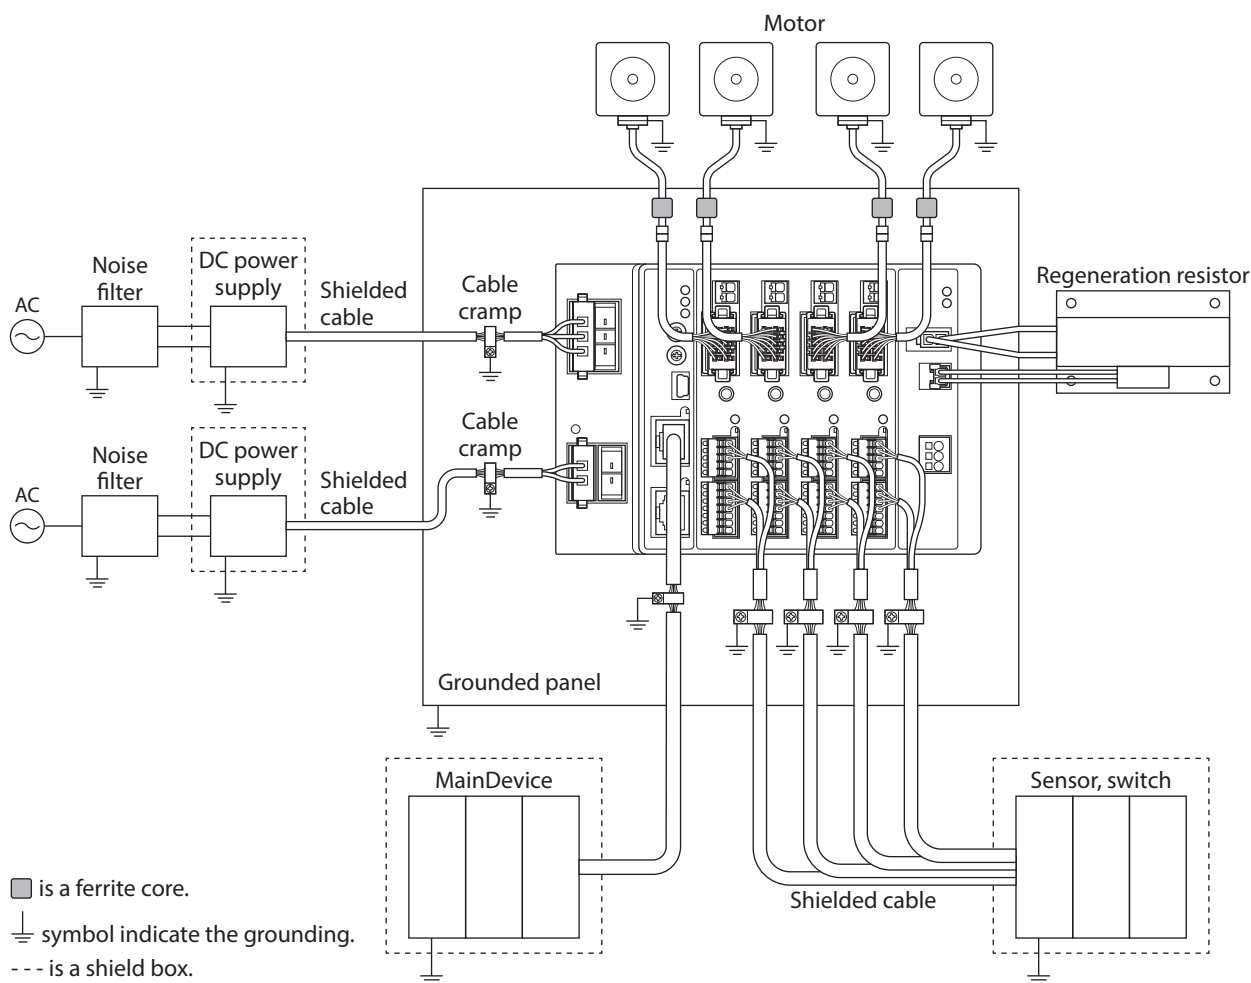 Motor
Regeneration resistor
Noise
filter
DC power
supply
Shielded
cable
Cable
cramp
AC
Noise
filter
DC power
supply
Shielded
cable
Cable
cramp
AC
Grounded panel
MainDevice
Sensor, switch
Shielded cable
is a ferrite core.
symbol indicate the grounding.
--- is a shield box.